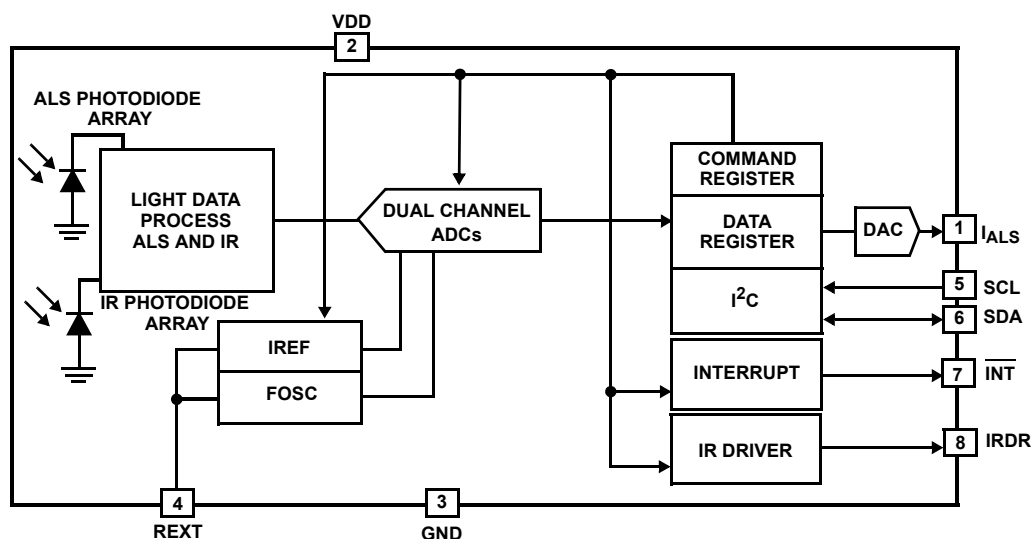 VDD
2
ALS PHOTODIODE
ARRAY
LIGHT DATA
PROCESS
ALS AND IR
DUAL CHANNEL
ADCs
COMMAND
REGISTER
DATA
REGISTER
I²C
DAC
1
I_ALS
5
SCL
6
SDA
IR PHOTODIODE
ARRAY
IREF
FOSC
INTERRUPT
7
INT
IR DRIVER
8
IRDR
4
REXT
3
GND